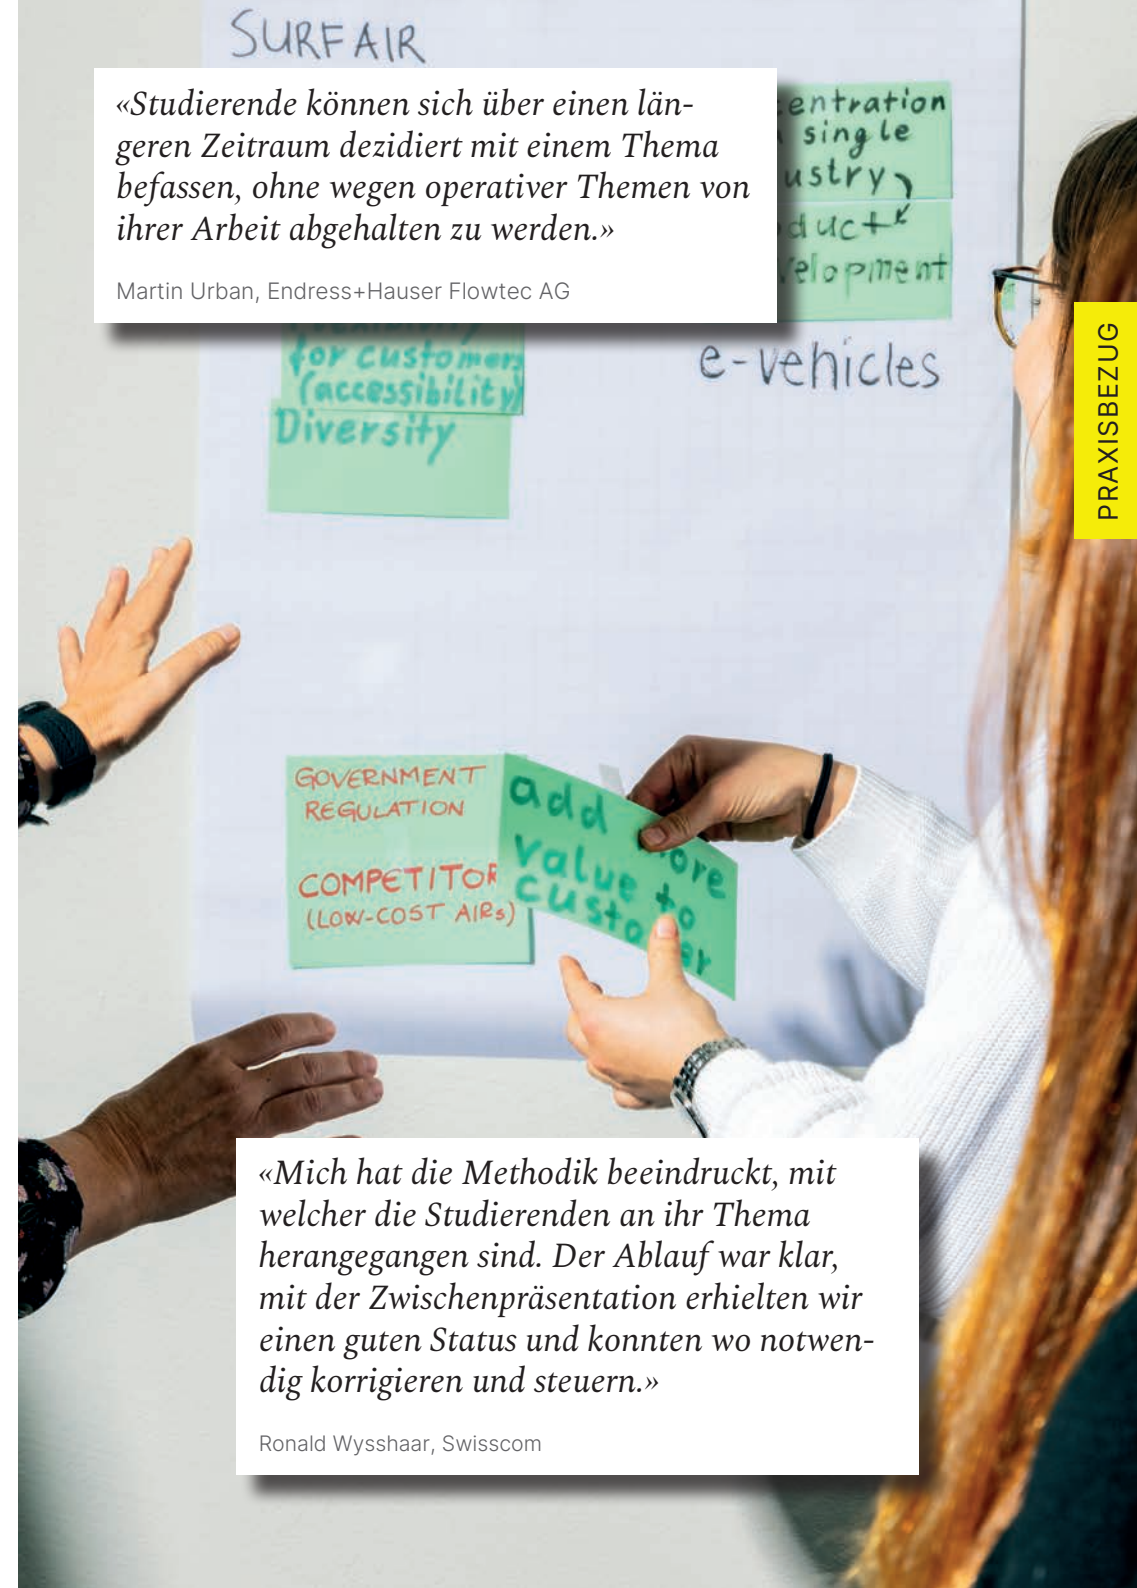 SURFAIR
«Studierende können sich über einen län-
geren Zeitraum dezidiert mit einem Thema
befassen, ohne wegen operativer Themen von
ihrer Arbeit abgehalten zu werden.»
Martin Urban, Endress+Hauser Flowtec AG
single
for customers
(accessibility)
Diversity
e-vehicles
PRAXISBEZUG
GOVERNMENT
REGULATION
COMPETITOR
(LOW-COST AIRs)
add
value to
«Mich hat die Methodik beeindruckt, mit
welcher die Studierenden an ihr Thema
herangegangen sind. Der Ablauf war klar,
mit der Zwischenpräsentation erhielten wir
einen guten Status und konnten wo notwen-
dig korrigieren und steuern.»
Ronald Wysshaar, Swisscom